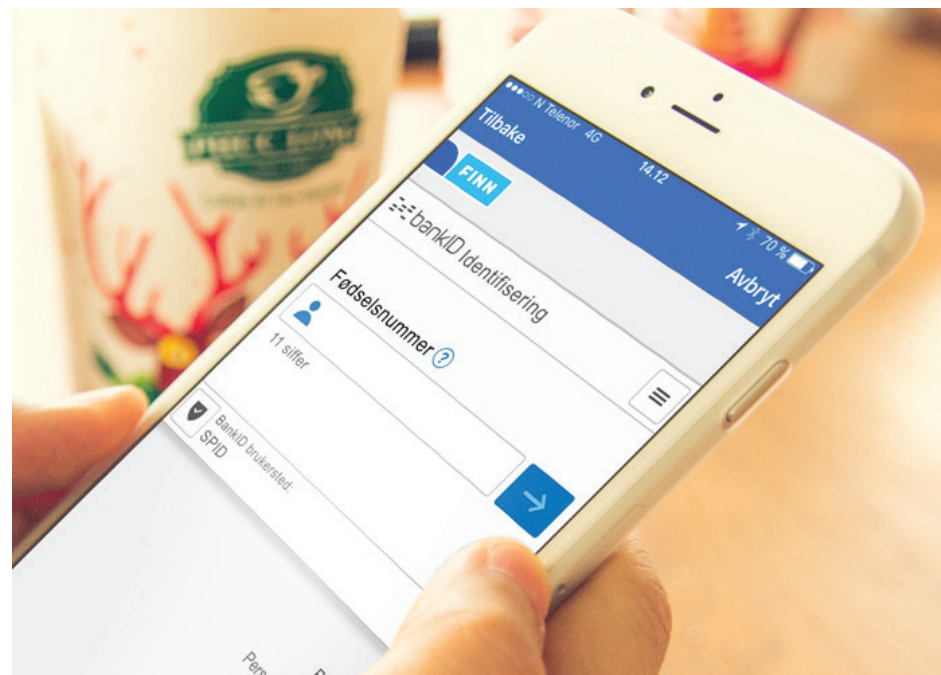 N Telenor 4G 14.12 70 %
Tilbake Avbryt
FINN
bankID Identifisering
Fødselsnummer ?
11 siffer
BankID brukersted:
SPID